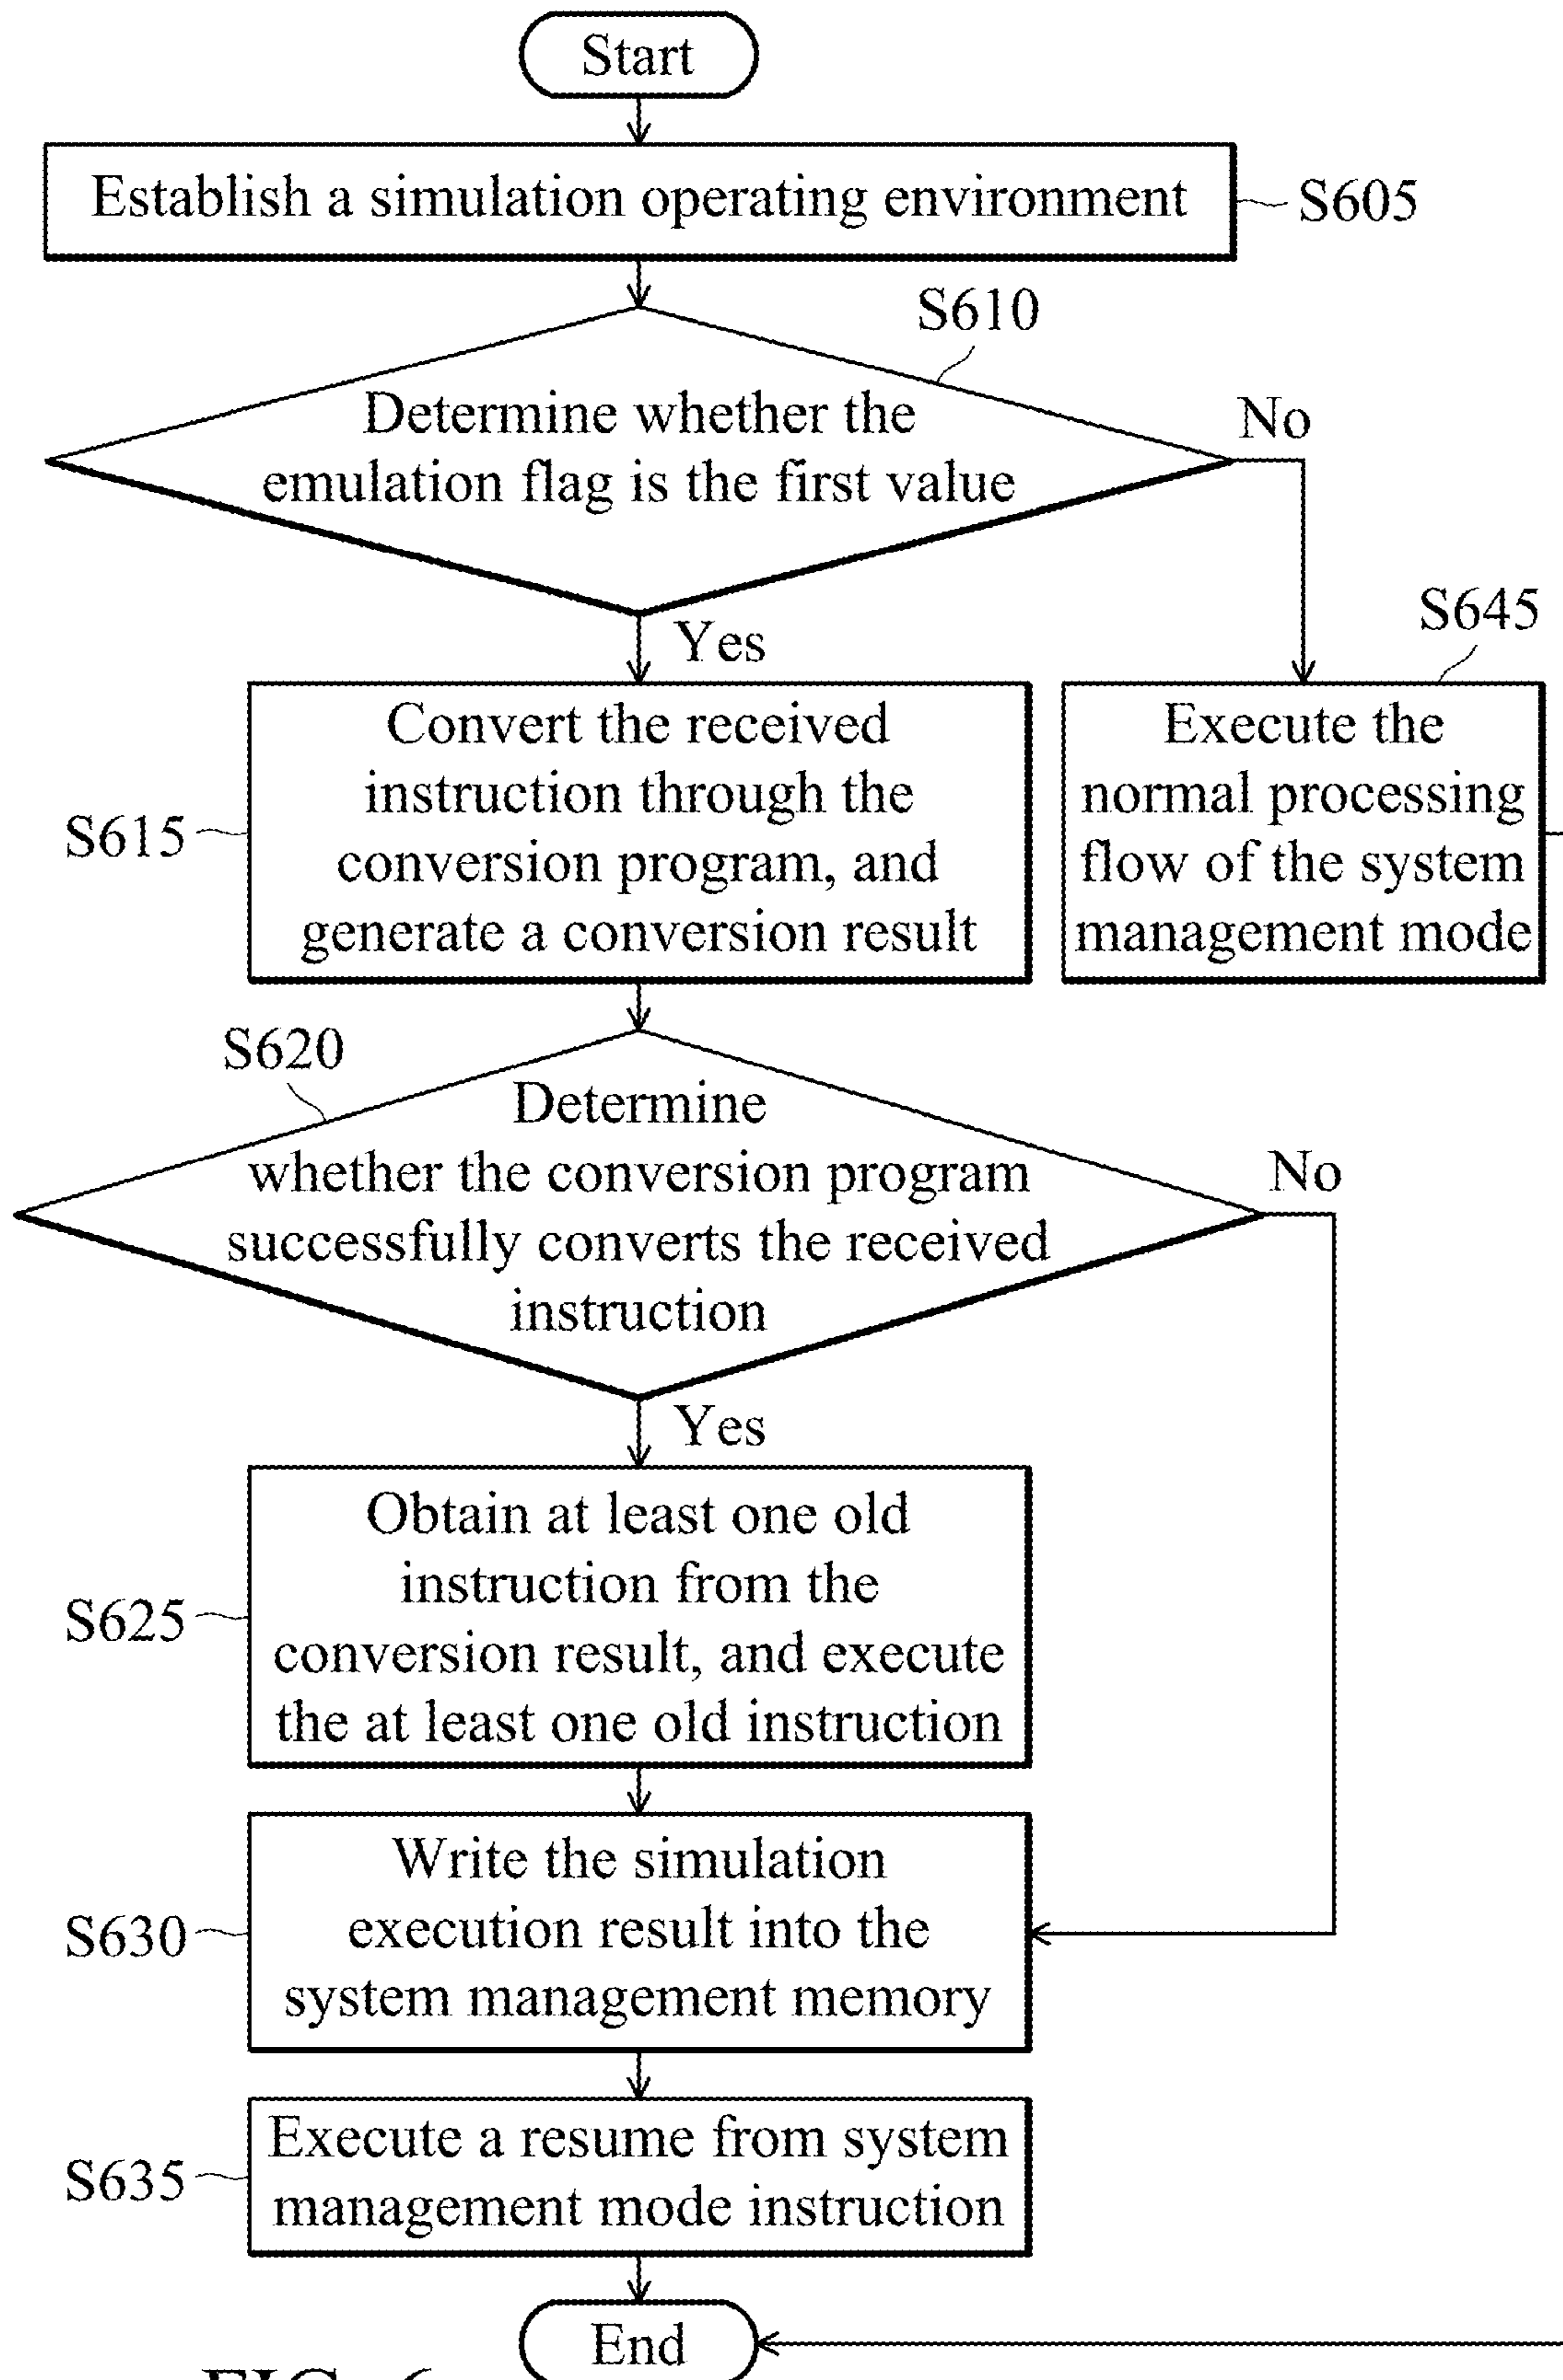 Start
Establish a simulation operating environment
S605
S610
Determine whether the
emulation flag is the first value
No
Yes
S645
Convert the received
instruction through the
conversion program, and
generate a conversion result
S615
Execute the
normal processing
flow of the system
management mode
S620
Determine
whether the conversion program
successfully converts the received
instruction
No
Yes
Obtain at least one old
instruction from the
conversion result, and execute
the at least one old instruction
S625
Write the simulation
execution result into the
system management memory
S630
Execute a resume from system
management mode instruction
S635
End